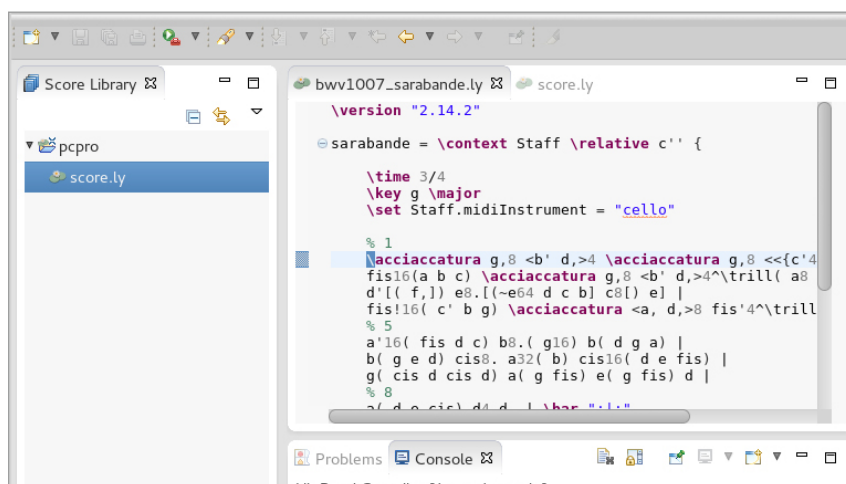 Score Library
pcpro
score.ly
bwv1007_sarabande.ly score.ly
\version "2.14.2"
sarabande = \context Staff \relative c'' {
\time 3/4
\key g \major
\set Staff.midiInstrument = "cello"
% 1
\acciaccatura g,8 <b' d,>4 \acciaccatura g,8 <<{c'4
fis16(a b c) \acciaccatura g,8 <b' d,>4^\trill( a8
d'[( f,]) e8.[(~e64 d c b] c8[) e] |
fis!16( c' b g) \acciaccatura <a, d,>8 fis'4^\trill
% 5
a'16( fis d c) b8.( g16) b( d g a) |
b( g e d) cis8. a32( b) cis16( d e fis) |
g( cis d cis d) a( g fis) e( g fis) d |
% 8
a( d e cis) d4 d, | \bar ":|:"
Problems Console